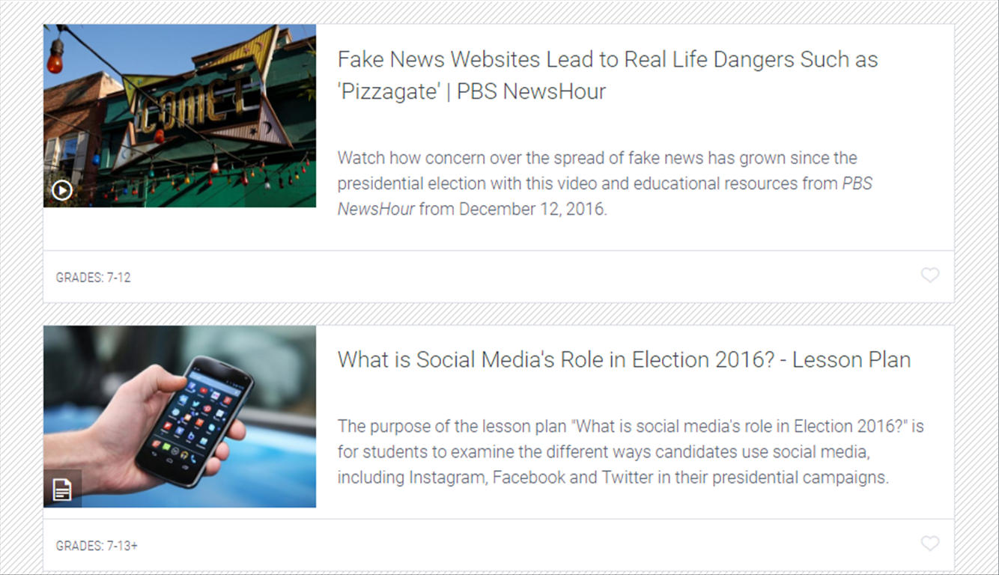 COMET
Fake News Websites Lead to Real Life Dangers Such as
'Pizzagate' | PBS NewsHour
Watch how concern over the spread of fake news has grown since the
presidential election with this video and educational resources from PBS
NewsHour from December 12, 2016.
GRADES: 7-12
What is Social Media's Role in Election 2016? - Lesson Plan
The purpose of the lesson plan "What is social media's role in Election 2016?" is
for students to examine the different ways candidates use social media,
including Instagram, Facebook and Twitter in their presidential campaigns.
GRADES: 7-13+